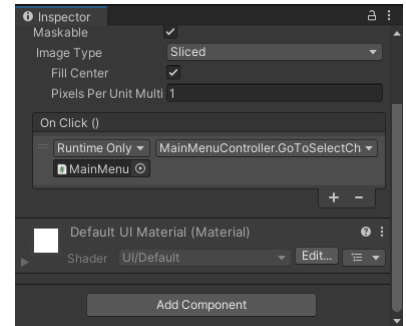 Inspector
Maskable
Image Type Sliced
Fill Center
Pixels Per Unit Multi 1
On Click ()
Runtime Only MainMenuController.GoToSelectCh
MainMenu
Default UI Material (Material)
Shader UI/Default Edit...
Add Component